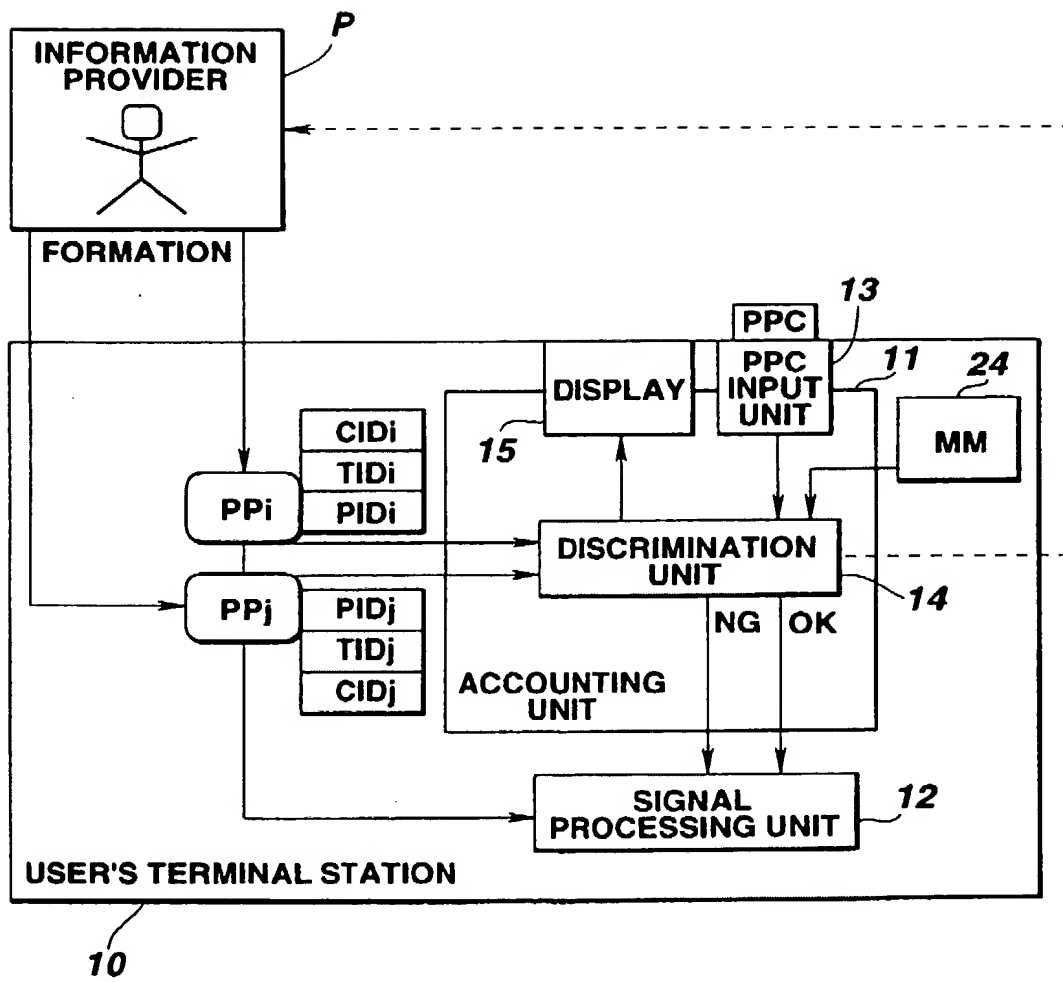 P
INFORMATION
PROVIDER
FORMATION
PPC
13
PPC
INPUT
UNIT
11
24
DISPLAY
15
MM
CIDi
TIDi
PIDi
PPi
DISCRIMINATION
UNIT
14
PPj
PIDj
TIDj
CIDj
NG
OK
ACCOUNTING
UNIT
SIGNAL
PROCESSING UNIT
12
USER'S TERMINAL STATION
10